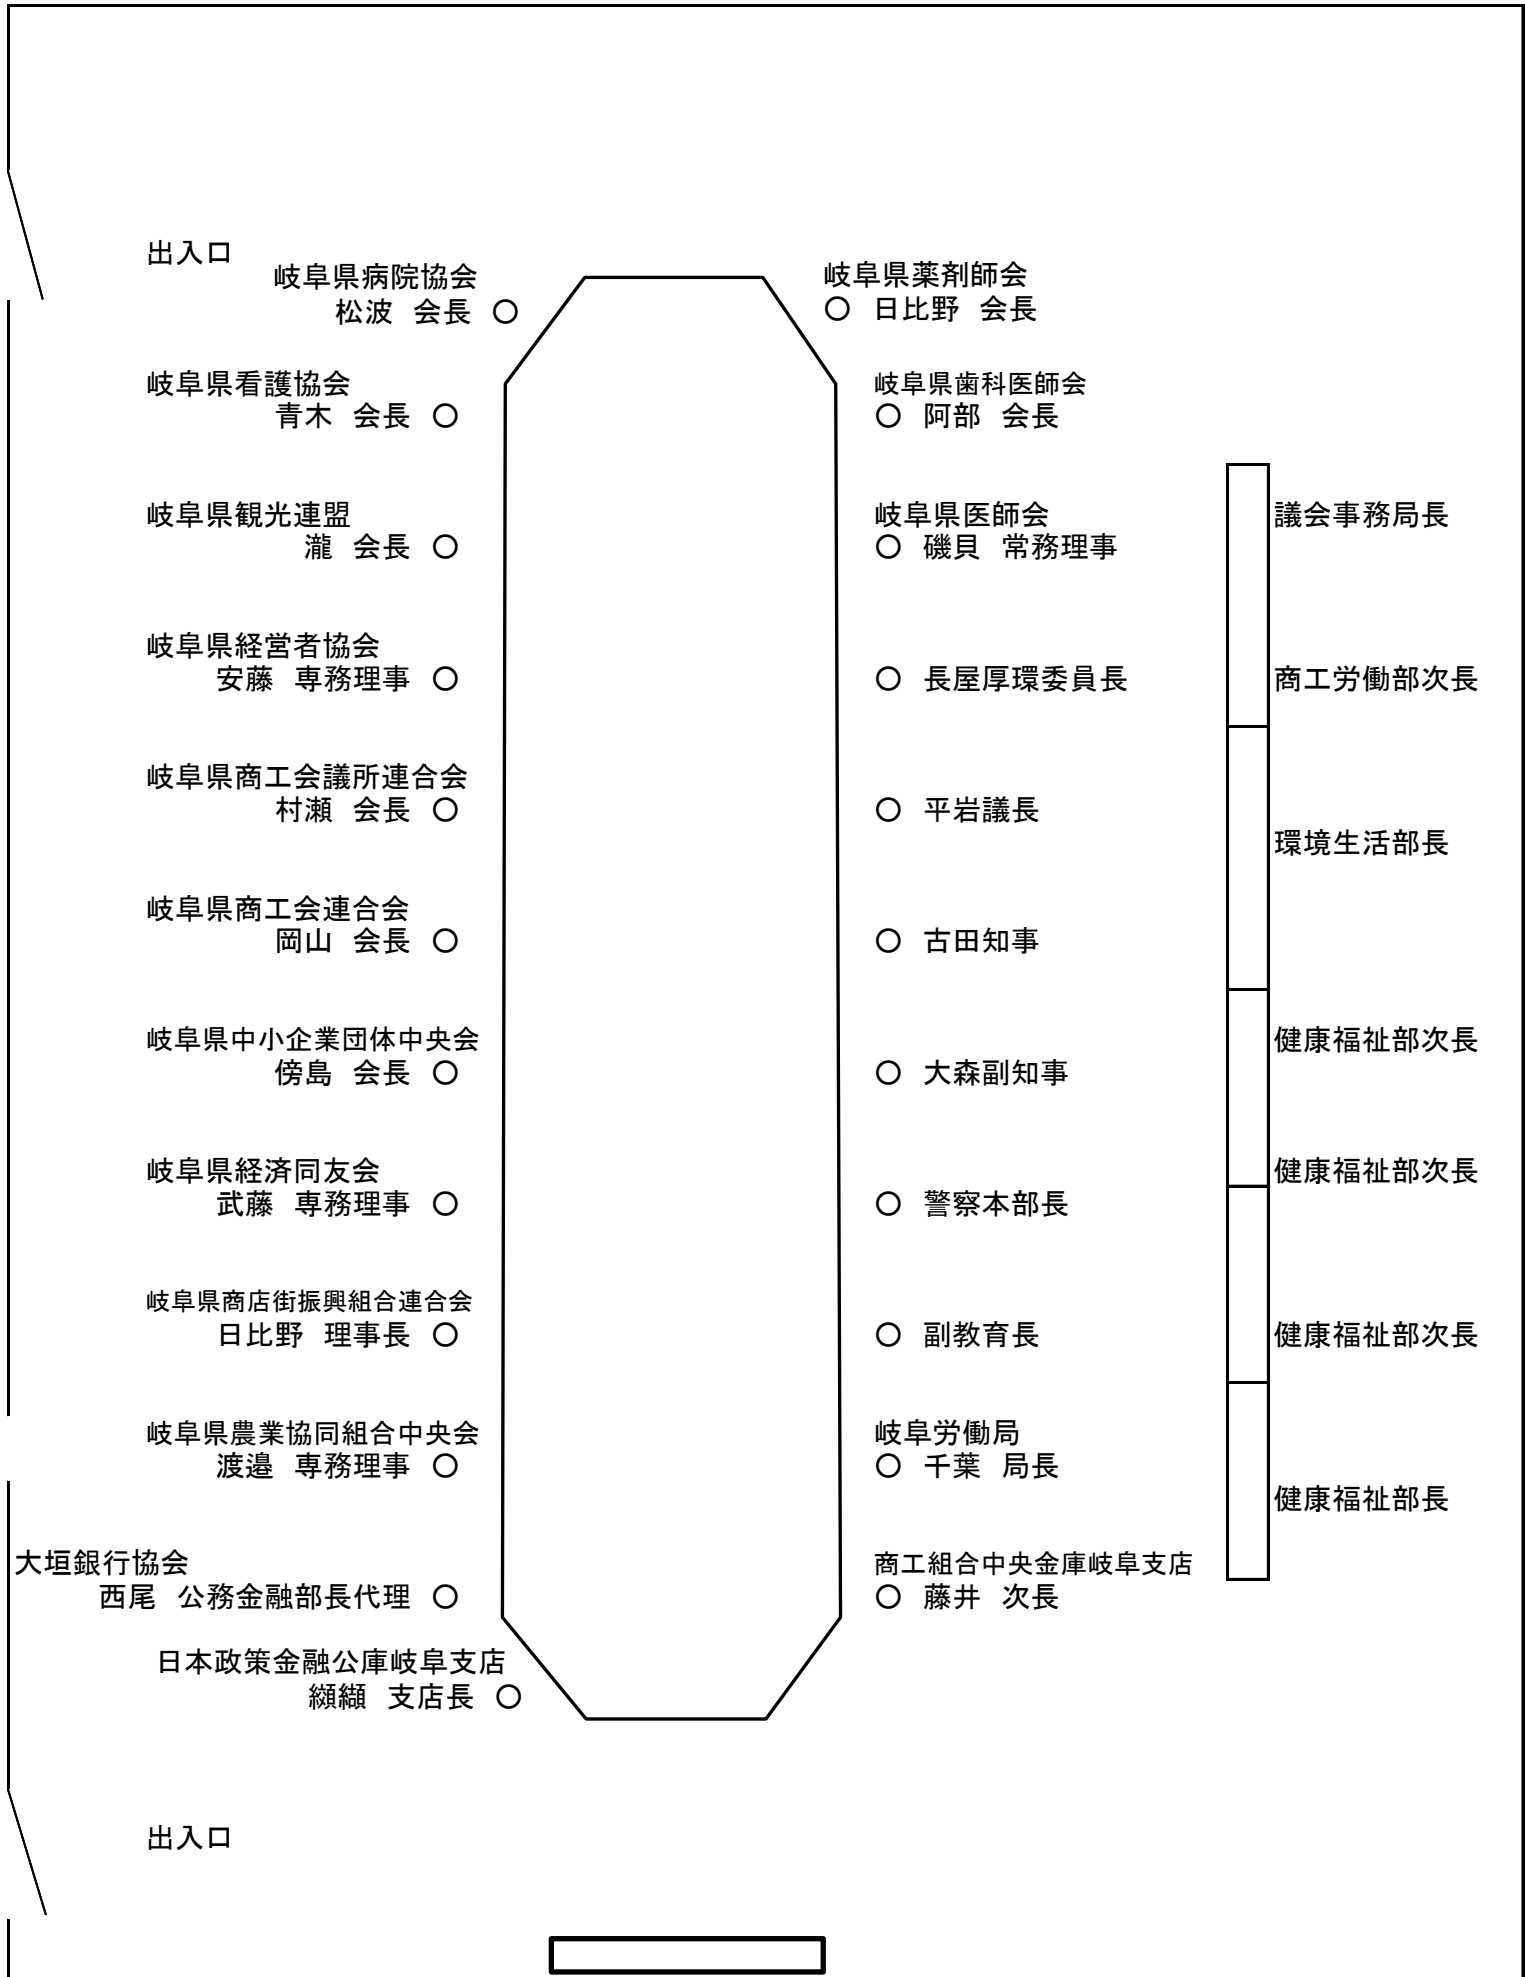 出入口
岐阜県病院協会
松波 会長 ○
岐阜県看護協会
青木 会長 ○
岐阜県観光連盟
瀧 会長 ○
岐阜県経営者協会
安藤 専務理事 ○
岐阜県商工会議所連合会
村瀬 会長 ○
岐阜県商工会連合会
岡山 会長 ○
岐阜県中小企業団体中央会
傍島 会長 ○
岐阜県経済同友会
武藤 専務理事 ○
岐阜県商店街振興組合連合会
日比野 理事長 ○
岐阜県農業協同組合中央会
渡邉 専務理事 ○
大垣銀行協会
西尾 公務金融部長代理 ○
日本政策金融公庫岐阜支店
纐纈 支店長 ○
出入口
岐阜県薬剤師会
○ 日比野 会長
岐阜県歯科医師会
○ 阿部 会長
岐阜県医師会
○ 磯貝 常務理事
○ 長屋厚環委員長
○ 平岩議長
○ 古田知事
○ 大森副知事
○ 警察本部長
○ 副教育長
岐阜労働局
○ 千葉 局長
商工組合中央金庫岐阜支店
○ 藤井 次長
議会事務局長
商工労働部次長
環境生活部長
健康福祉部次長
健康福祉部次長
健康福祉部次長
健康福祉部長